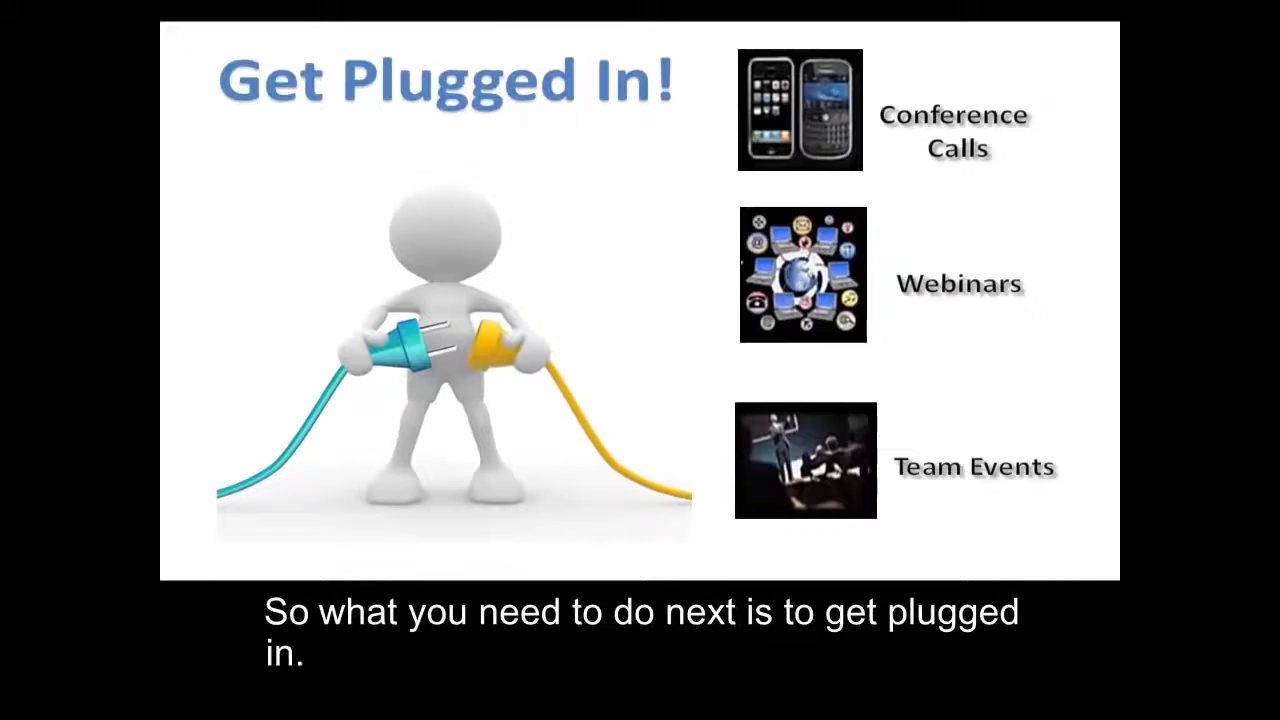 Get Plugged In!
Conference
Calls
Webinars
Team Events
So what you need to do next is to get plugged
in.